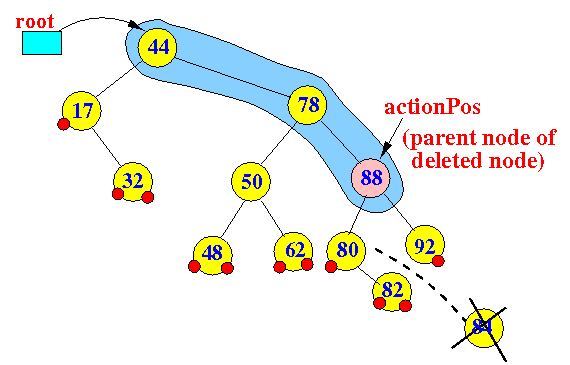 root
44
17
78
actionPos
(parent node of
deleted node)
32
50
88
48
62
80
92
82